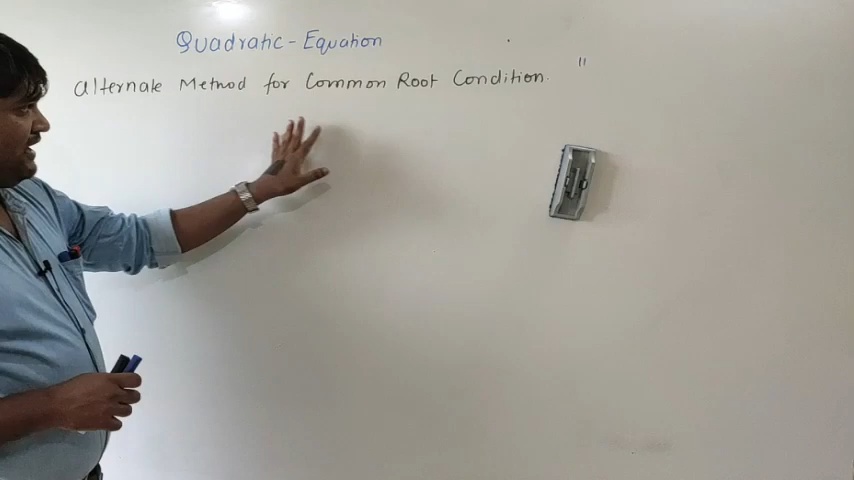 Quadratic - Equation
Alternate Method for Common Root Condition.